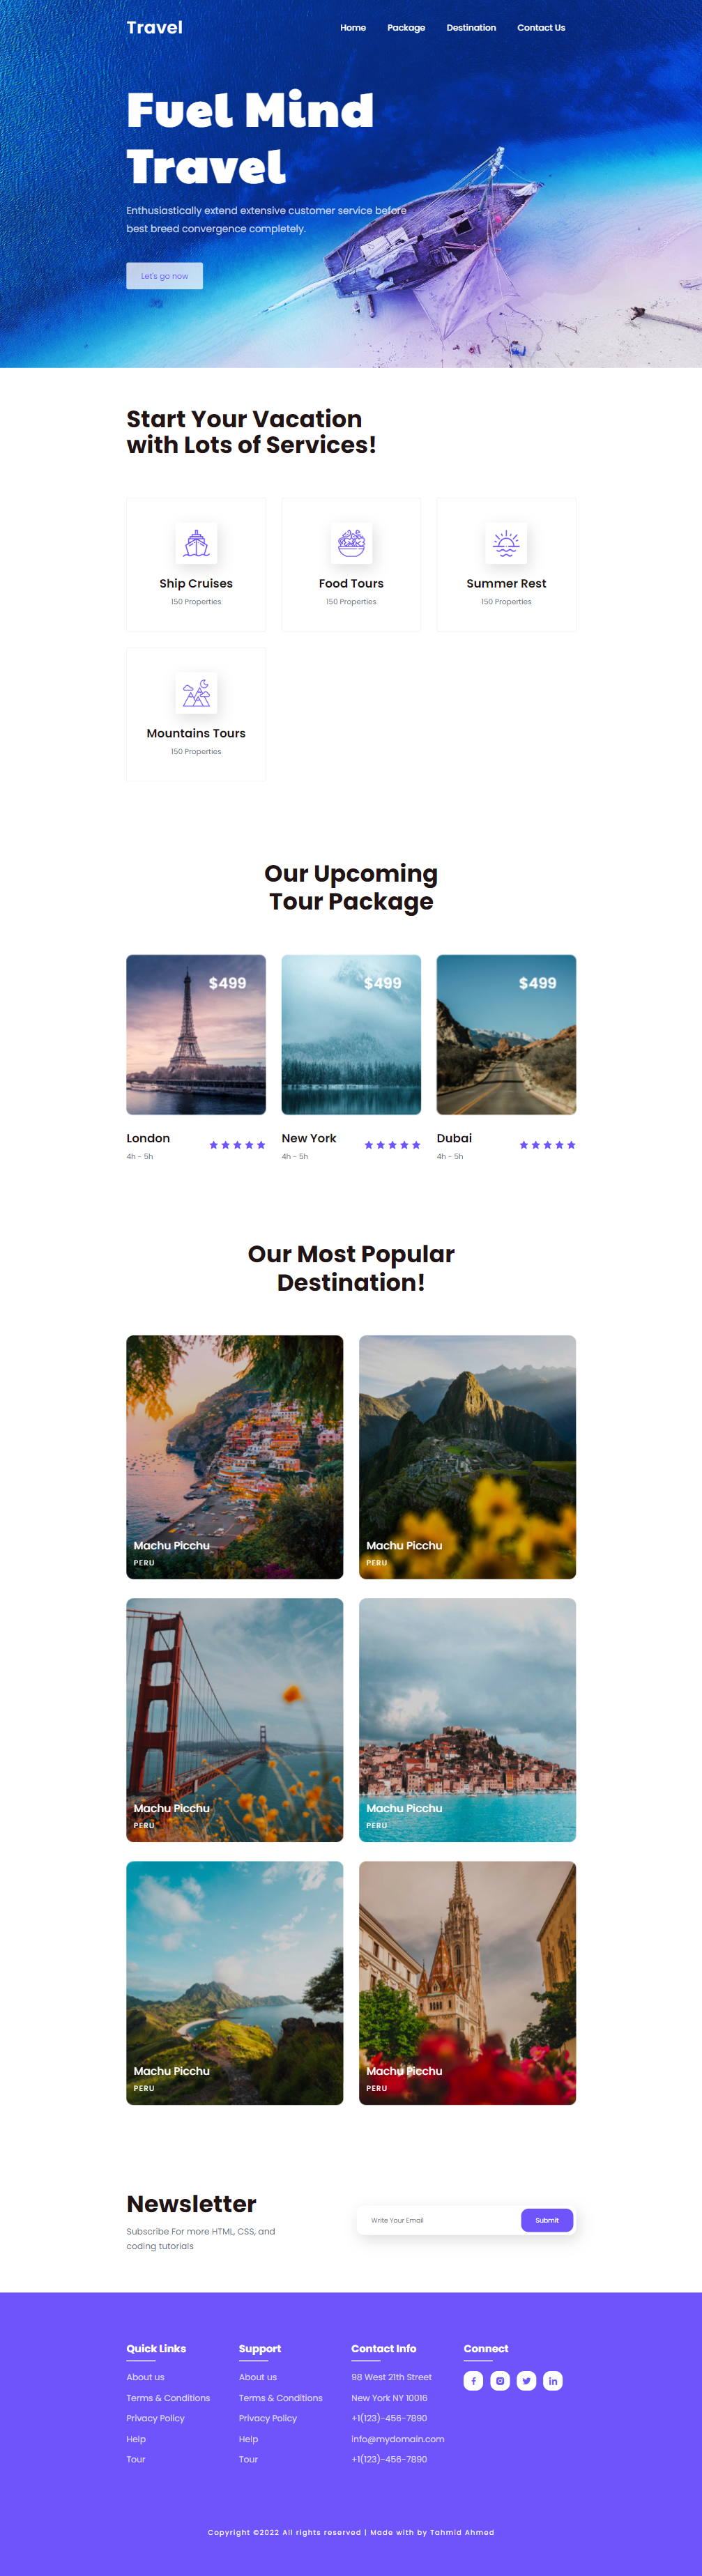 Travel
Home Package Destination Contact Us
Fuel Mind
Travel
Enthusiastically extend extensive customer service before
best breed convergence completely.
Let's go now
Start Your Vacation
with Lots of Services!
Ship Cruises
150 Properties
Food Tours
150 Properties
Summer Rest
150 Properties
Mountains Tours
150 Properties
Our Upcoming
Tour Package
$499
London
4h - 5h
$499
New York
4h - 5h
$499
Dubai
4h - 5h
Our Most Popular
Destination!
Machu Picchu
PERU
Machu Picchu
PERU
Machu Picchu
PERU
Machu Picchu
PERU
Machu Picchu
PERU
Machu Picchu
PERU
Newsletter
Subscribe For more HTML, CSS, and
coding tutorials
Write Your Email
Submit
Quick Links
About us
Terms & Conditions
Privacy Policy
Help
Tour
Support
About us
Terms & Conditions
Privacy Policy
Help
Tour
Contact Info
98 West 21th Street
New York NY 10016
+1(123)-456-7890
info@mydomain.com
+1(123)-456-7890
Connect
Copyright ©2022 All rights reserved | Made with by Tahmid Ahmed